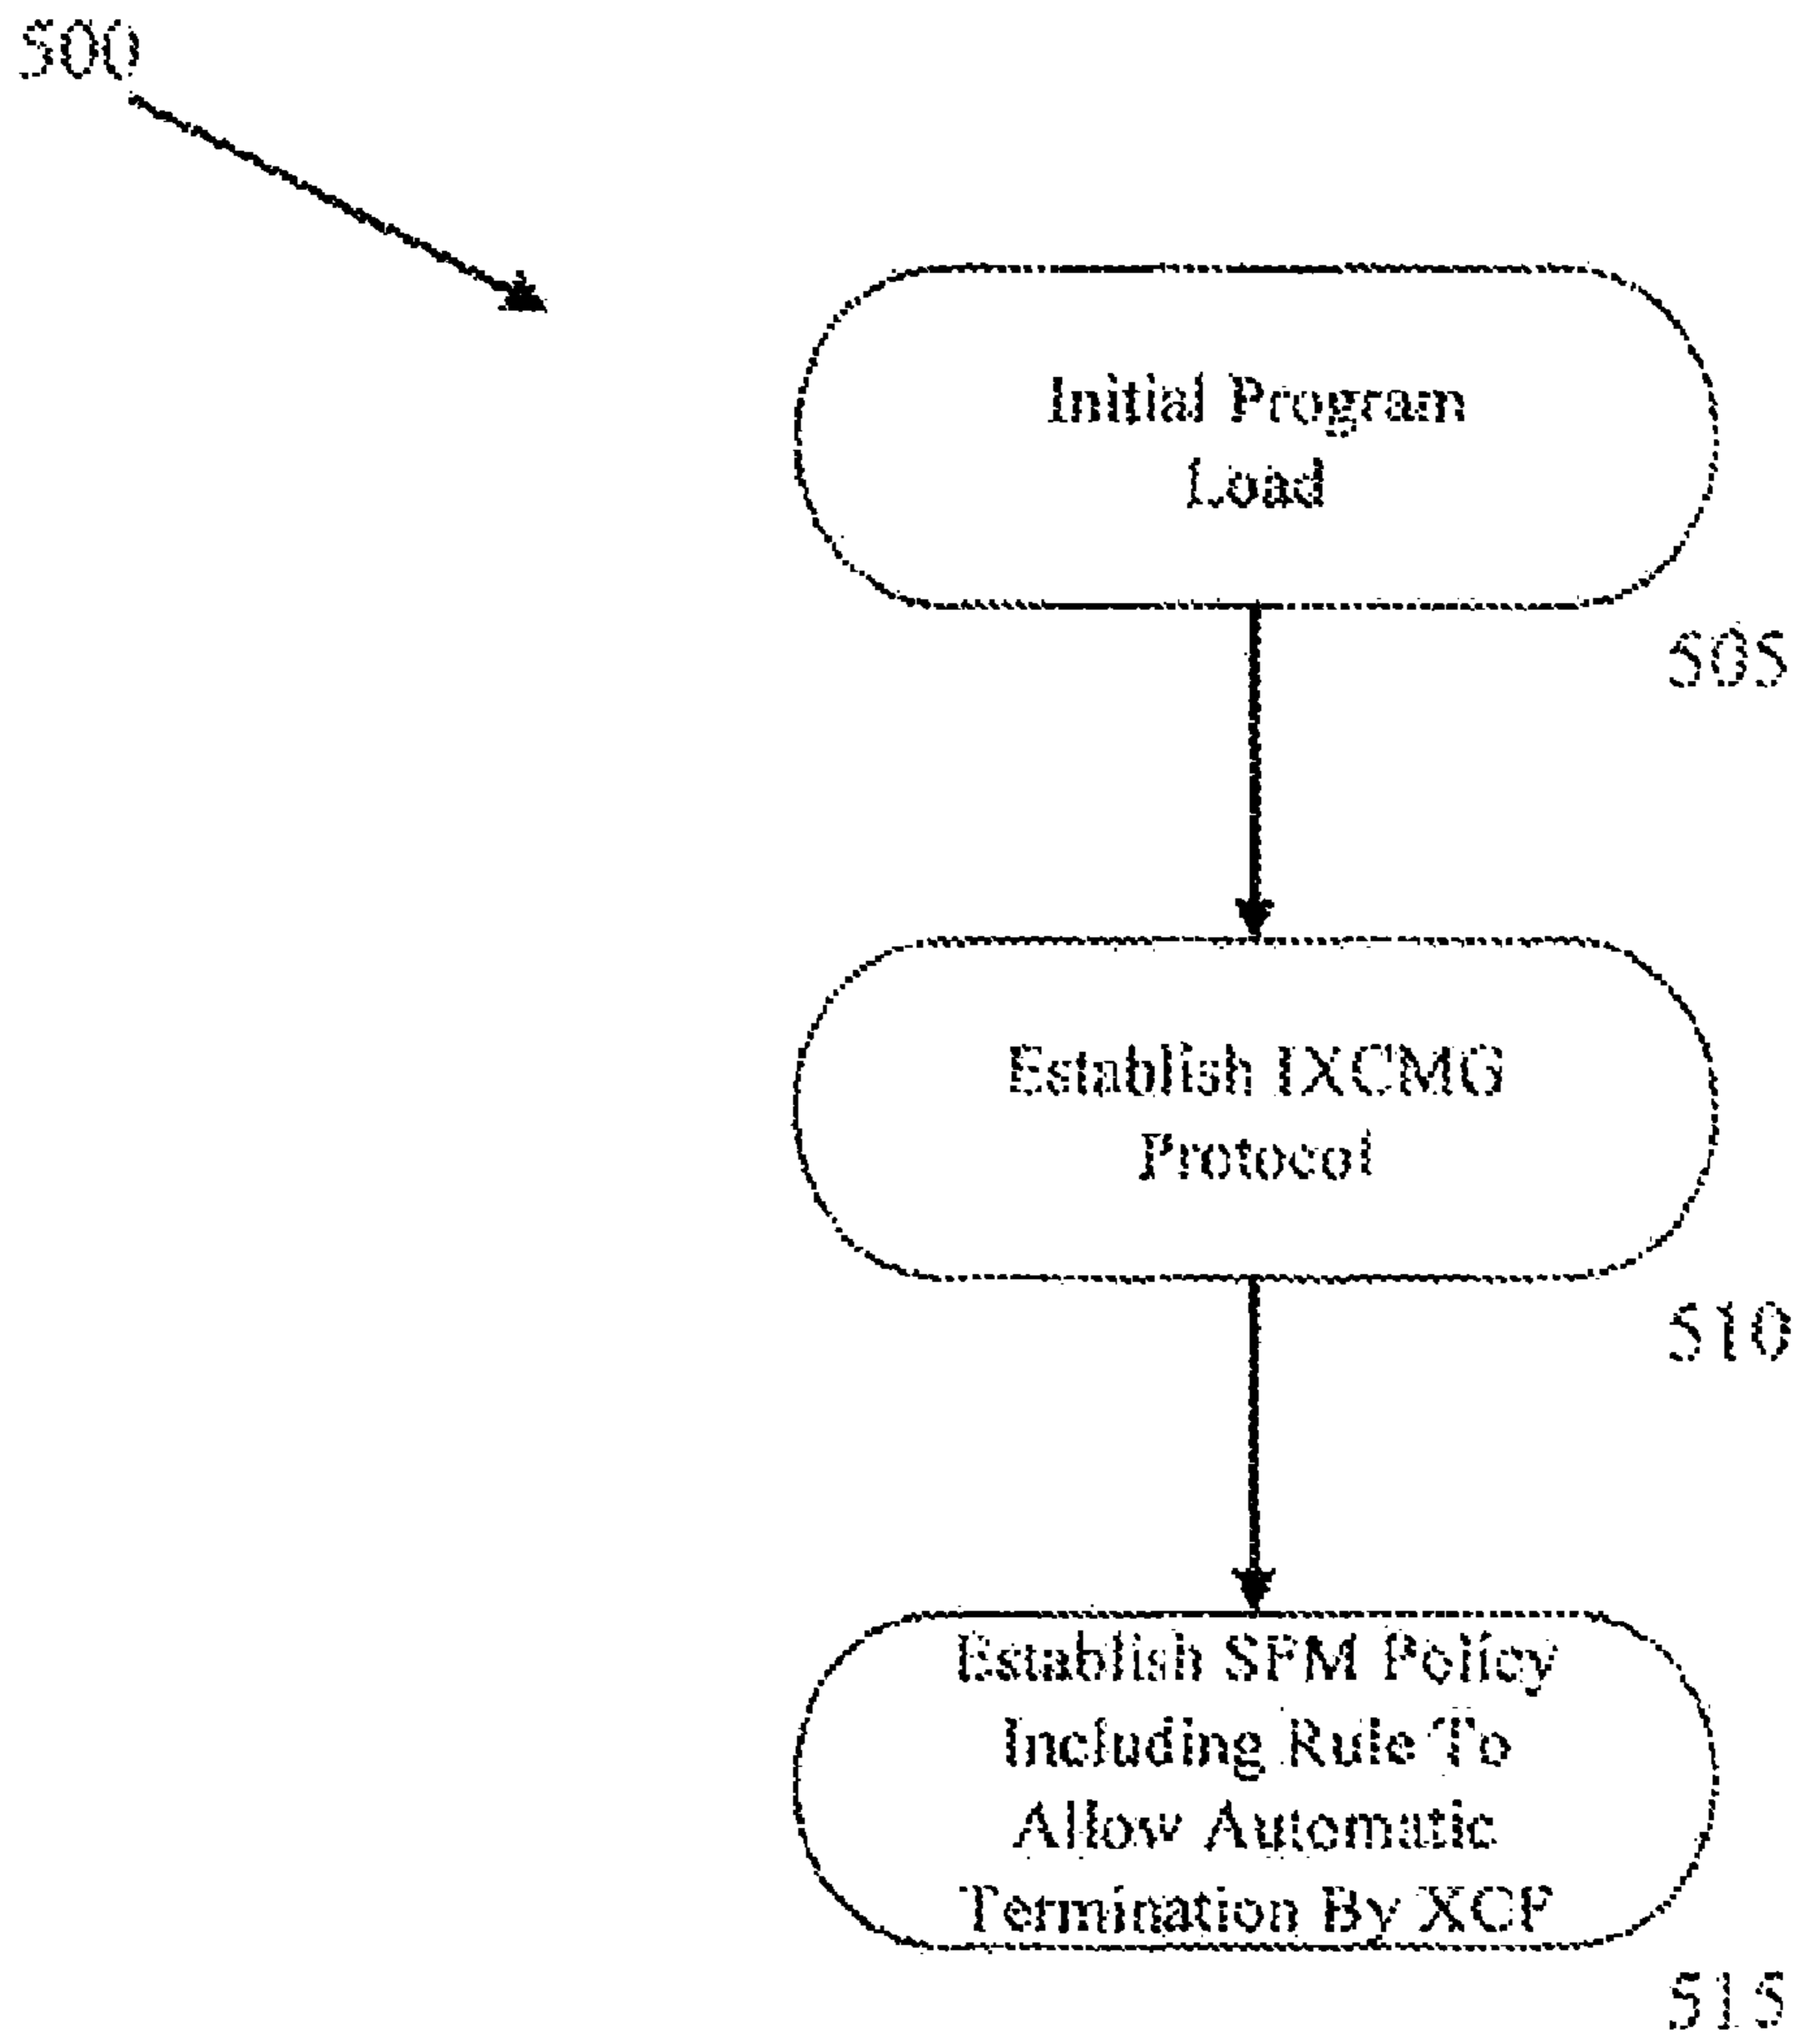 500
Initial Program
Load
505
Establish IXCMG
Protocol
510
Establish SFM Policy
Including Rule To
Allow Automatic
Termination By XCF
515